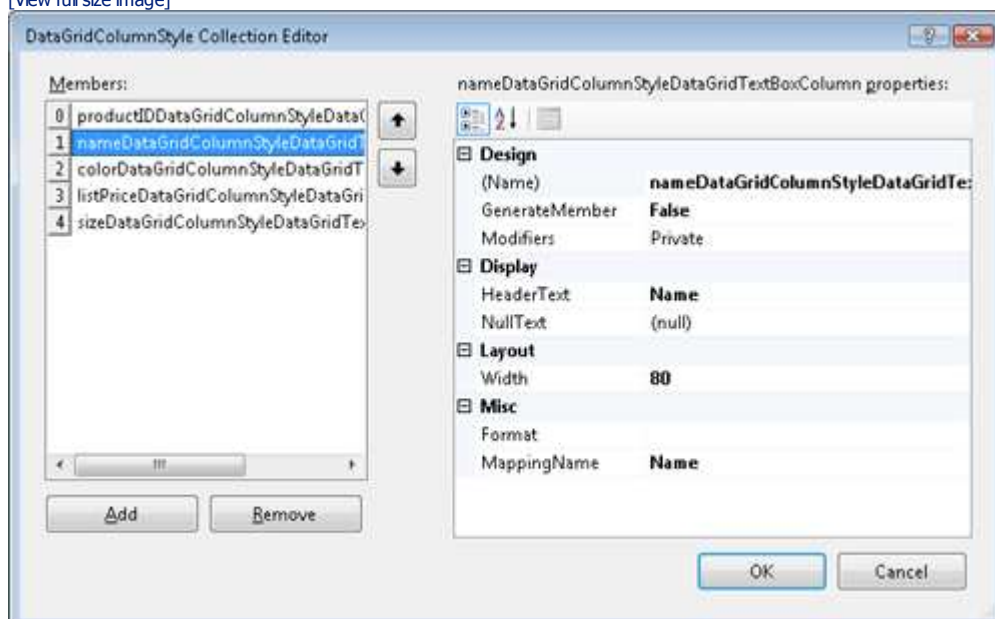 [View full size image]
DataGridColumnStyle Collection Editor
Members:
nameDataGridColumnStyleDataGridTextBoxColumn properties:
0 productIDDataGridColumnStyleData(
1 nameDataGridColumnStyleDataGridT
2 colorDataGridColumnStyleDataGridT
3 listPriceDataGridColumnStyleDataGri
4 sizeDataGridColumnStyleDataGridTex
Design
(Name) nameDataGridColumnStyleDataGridTe:
GenerateMember False
Modifiers Private
Display
HeaderText Name
NullText (null)
Layout
Width 80
Misc
Format
MappingName Name
Add Remove
OK Cancel